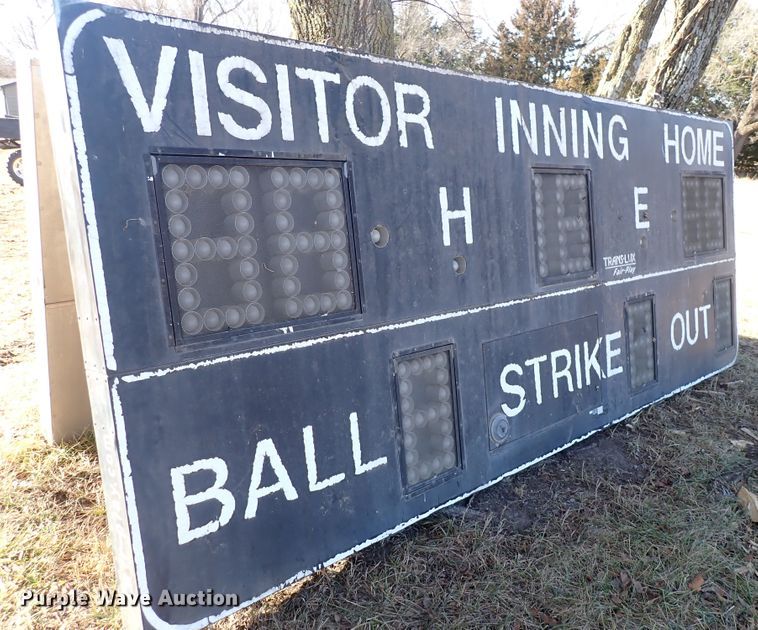 VISITOR INNING HOME
H E
TRANS-LUX
Fair-Play
BALL STRIKE OUT
Purple Wave Auction